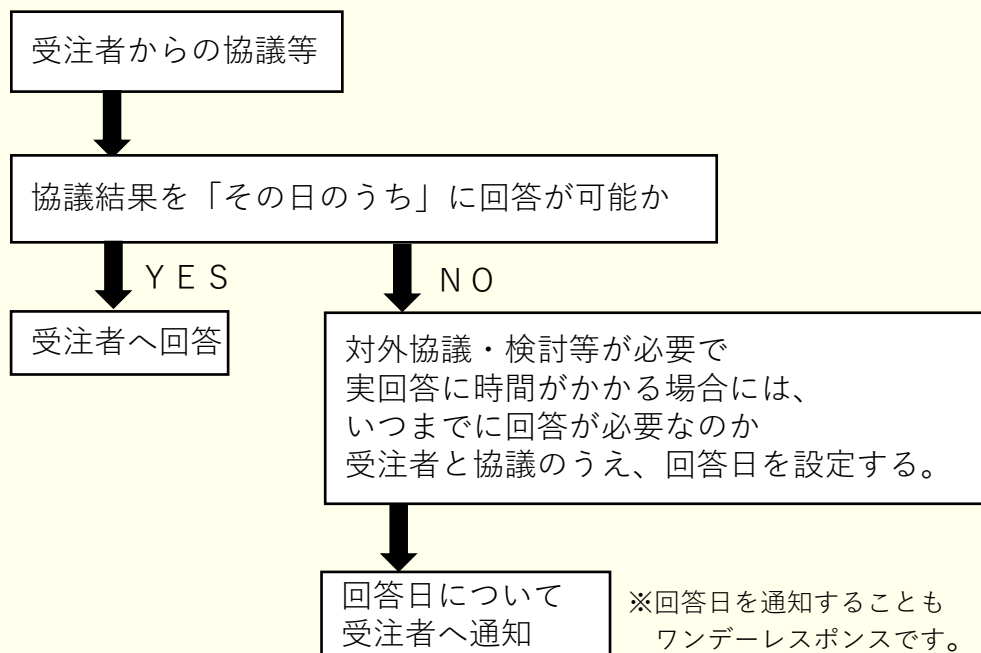 受注者からの協議等
協議結果を「その日のうち」に回答が可能か
ＹＥＳ
ＮＯ
受注者へ回答
対外協議・検討等が必要で
実回答に時間がかかる場合には、
いつまでに回答が必要なのか
受注者と協議のうえ、回答日を設定する。
回答日について
受注者へ通知
※回答日を通知することも
ワンデーレスポンスです。